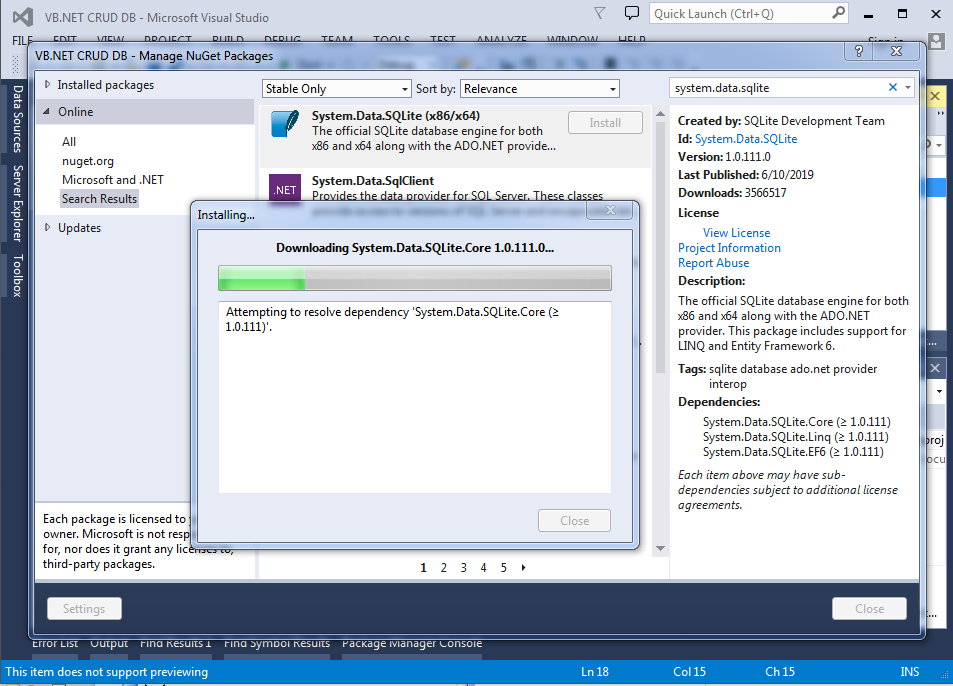 VB.NET CRUD DB - Microsoft Visual Studio
Quick Launch (Ctrl+Q)
FILE EDIT VIEW PROJECT BUILD DEBUG TEAM TOOLS TEST ANALYZE WINDOW HELP
Sign in
VB.NET CRUD DB - Manage NuGet Packages
?
Data Sources
Server Explorer
Toolbox
Installed packages
Online
All
nuget.org
Microsoft and .NET
Search Results
Updates
Each package is licensed to
owner. Microsoft is not resp
for, nor does it grant any licenses to,
third-party packages.
Stable Only
Sort by: Relevance
System.Data.SQLite (x86/x64)
The official SQLite database engine for both
x86 and x64 along with the ADO.NET provide...
Install
.NET
System.Data.SqlClient
Provides the data provider for SQL Server. These classes
provide access to versions of SQL Server and encapsulate
Installing...
Downloading System.Data.SQLite.Core 1.0.111.0...
Attempting to resolve dependency 'System.Data.SQLite.Core (≥
1.0.111)'.
Close
1 2 3 4 5
system.data.sqlite
Created by: SQLite Development Team
Id: System.Data.SQLite
Version: 1.0.111.0
Last Published: 6/10/2019
Downloads: 3566517
License
View License
Project Information
Report Abuse
Description:
The official SQLite database engine for both
x86 and x64 along with the ADO.NET
provider. This package includes support for
LINQ and Entity Framework 6.
Tags: sqlite database ado.net provider
interop
Dependencies:
System.Data.SQLite.Core (≥ 1.0.111)
System.Data.SQLite.Linq (≥ 1.0.111)
System.Data.SQLite.EF6 (≥ 1.0.111)
Each item above may have sub-
dependencies subject to additional license
agreements.
proj
ocu
Settings
Close
Error List Output Find Results 1 Find Symbol Results Package Manager Console
This item does not support previewing
Ln 18 Col 15 Ch 15 INS